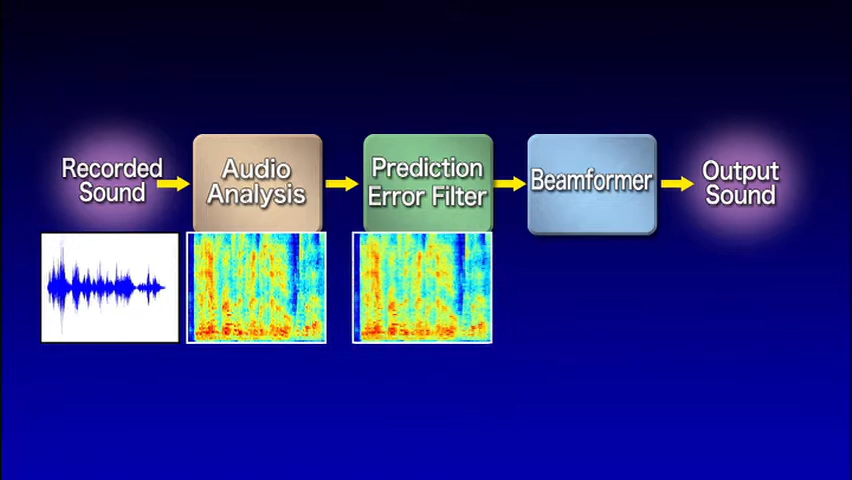 Recorded
Sound
Audio
Analysis
Prediction
Error Filter
Beamformer
Output
Sound